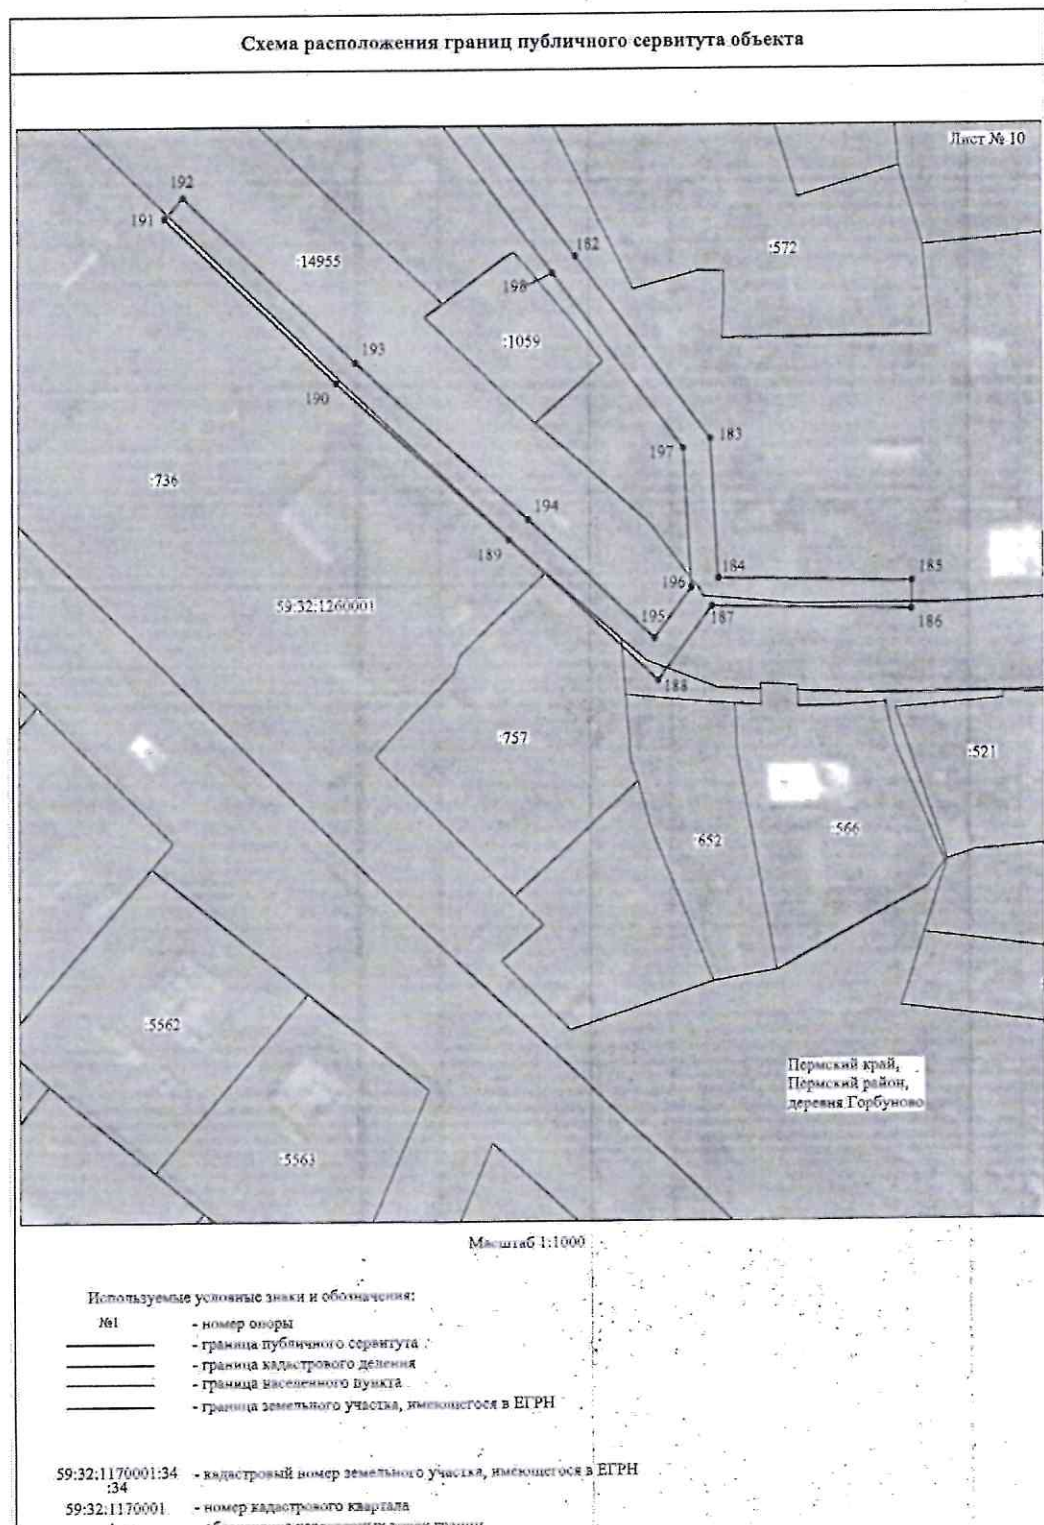 Схема расположения границ публичного сервитута объекта
Лист № 10
192
191
:14955
182
:572
198
:1059
193
190
183
197
:736
194
189
184
185
196
59:32:1260001
187
186
195
188
:757
:521
:566
:652
:5562
Пермский край,
Пермский район,
деревня Горбуново
:5563
Масштаб 1:1000
Используемые условные знаки и обозначения:
№1 - номер опоры
- граница публичного сервитута
- граница кадастрового деления
- граница населенного пункта
- граница земельного участка, имеющегося в ЕГРН
59:32:1170001:34 - кадастровый номер земельного участка, имеющегося в ЕГРН
:34
59:32:1170001 - номер кадастрового квартала